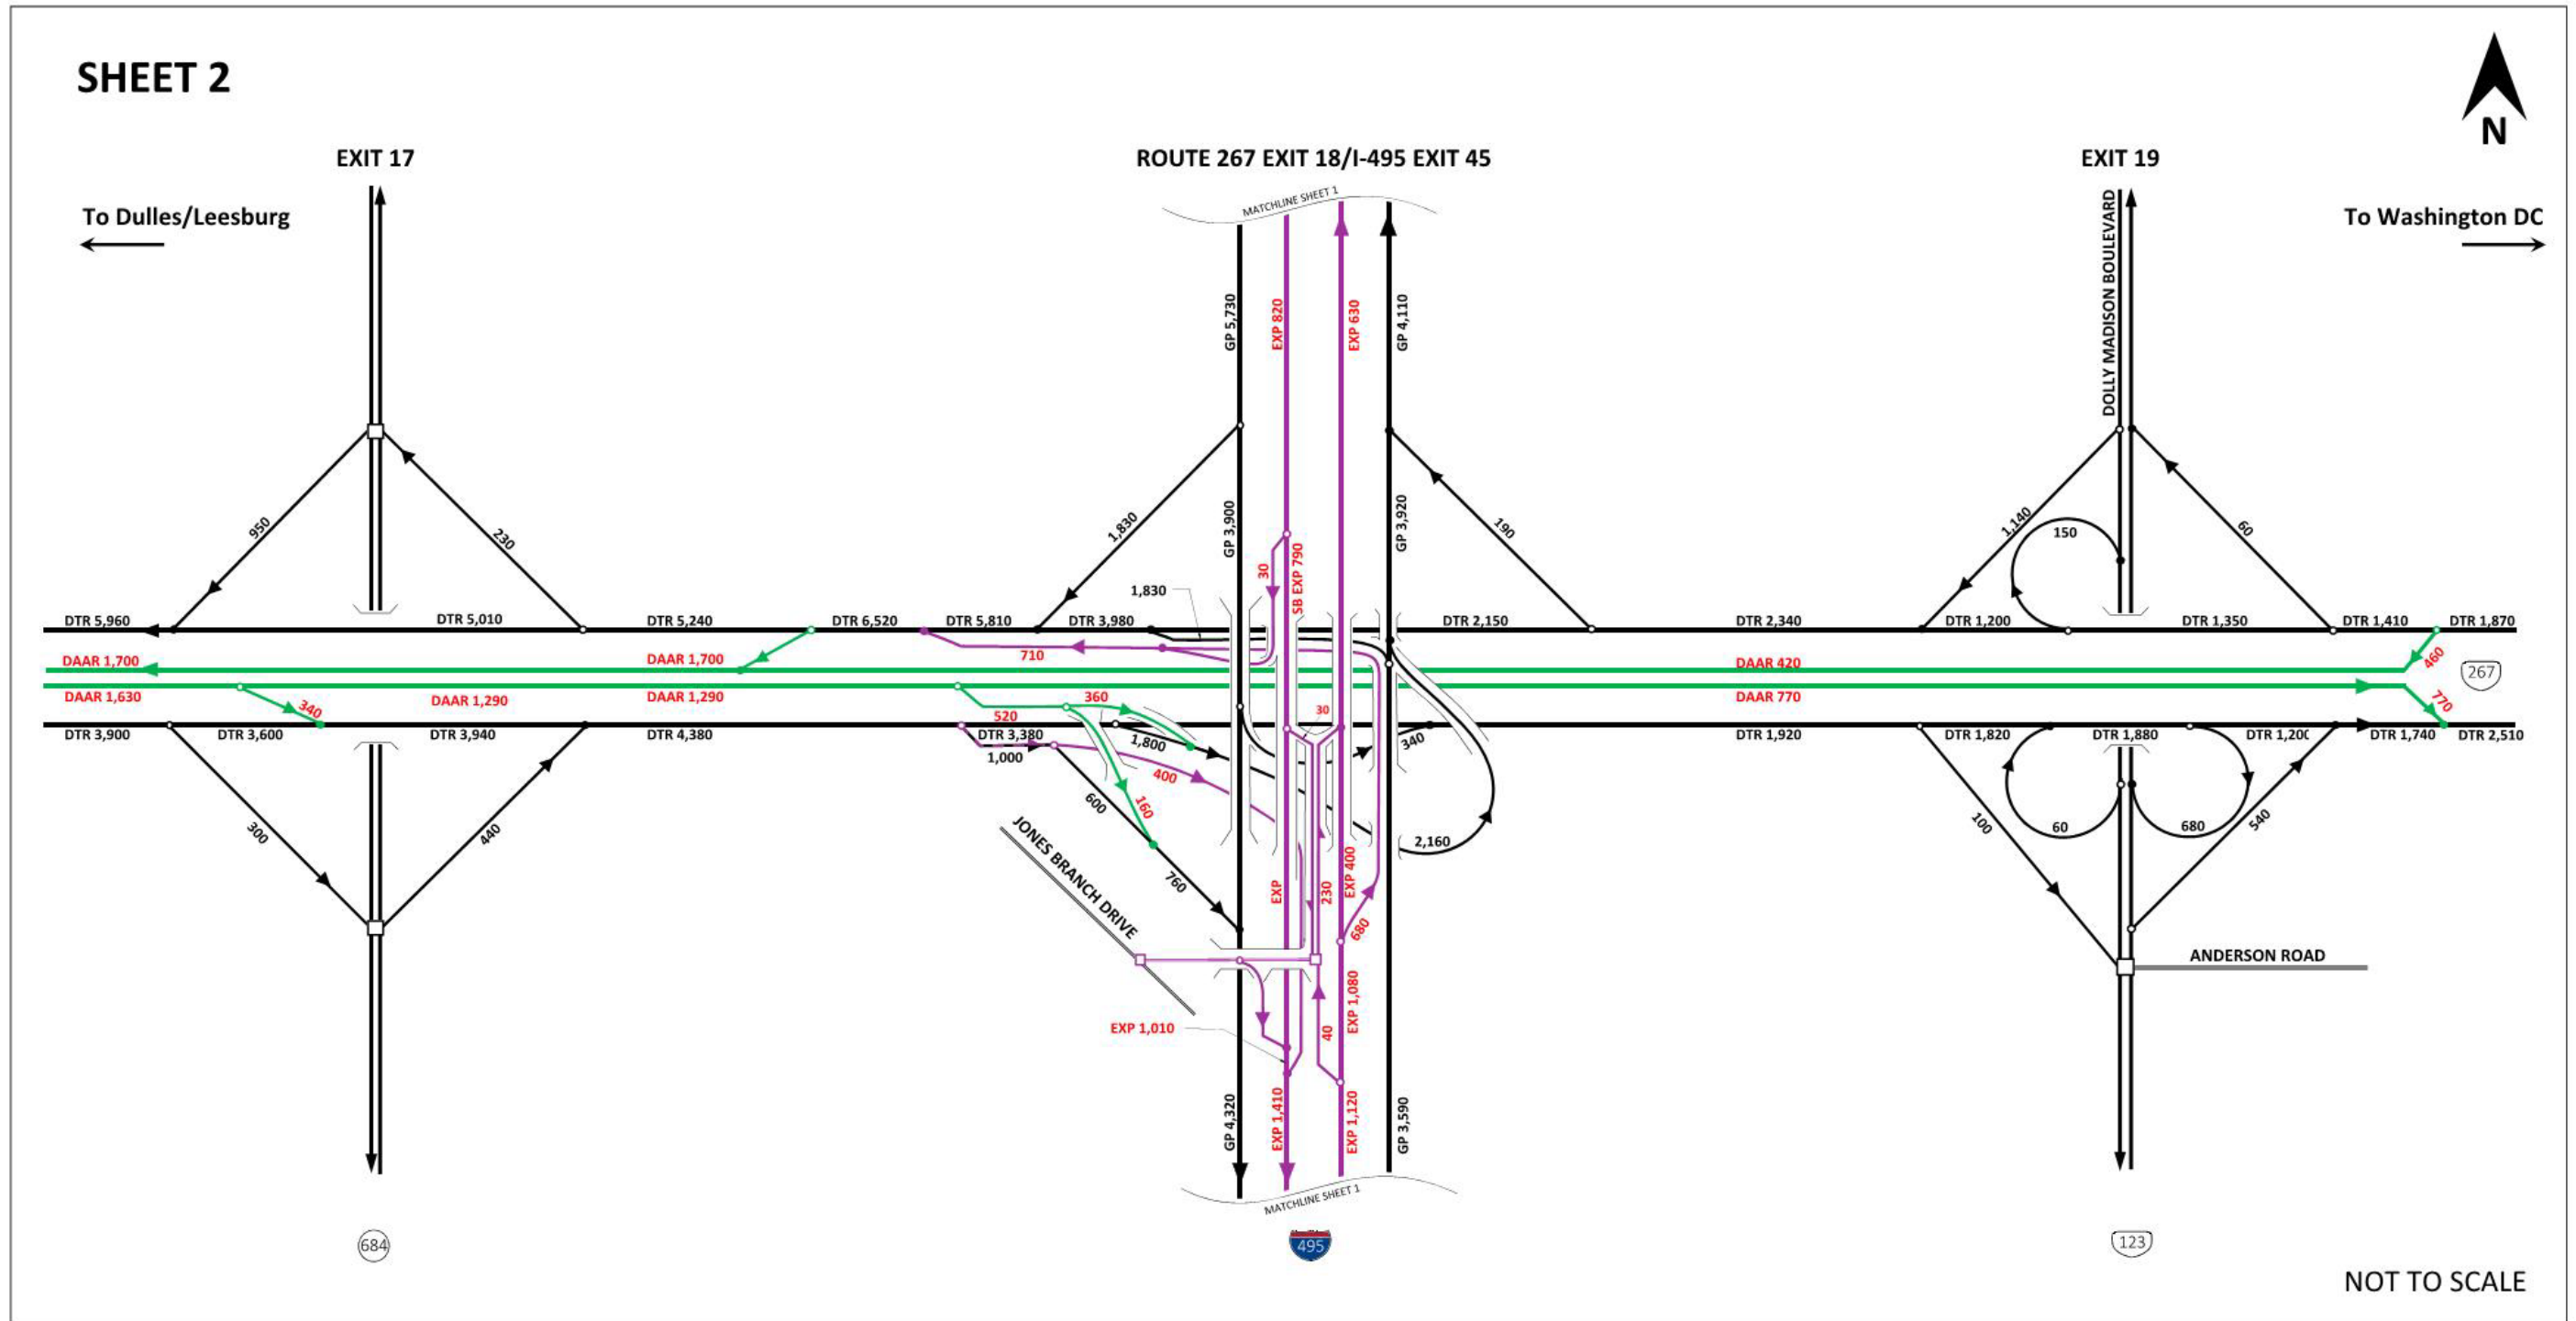 SHEET 2
N
EXIT 17
ROUTE 267 EXIT 18/I-495 EXIT 45
EXIT 19
To Dulles/Leesburg
To Washington DC
MATCHLINE SHEET 1
DOLLY MADISON BOULEVARD
GP 5,730
EXP 820
EXP 630
GP 4,110
950
230
1,830
GP 3,900
30
SB EXP 790
GP 3,920
190
1,140
150
60
1,830
DTR 5,960
DTR 5,010
DTR 5,240
DTR 6,520
DTR 5,810
DTR 3,980
DTR 2,150
DTR 2,340
DTR 1,200
DTR 1,350
DTR 1,410
DTR 1,870
DAAR 1,700
DAAR 1,700
710
DAAR 420
460
267
DAAR 1,630
340
DAAR 1,290
DAAR 1,290
360
DAAR 770
770
520
30
DTR 3,900
DTR 3,600
DTR 3,940
DTR 4,380
DTR 3,380
1,800
340
DTR 1,920
DTR 1,820
DTR 1,880
DTR 1,200
DTR 1,740
DTR 2,510
1,000
400
300
440
600
160
760
2,160
100
60
680
540
JONES BRANCH DRIVE
EXP
230
EXP 400
680
ANDERSON ROAD
EXP 1,010
40
EXP 1,080
GP 4,320
EXP 1,410
EXP 1,120
GP 3,590
MATCHLINE SHEET 1
684
495
123
NOT TO SCALE